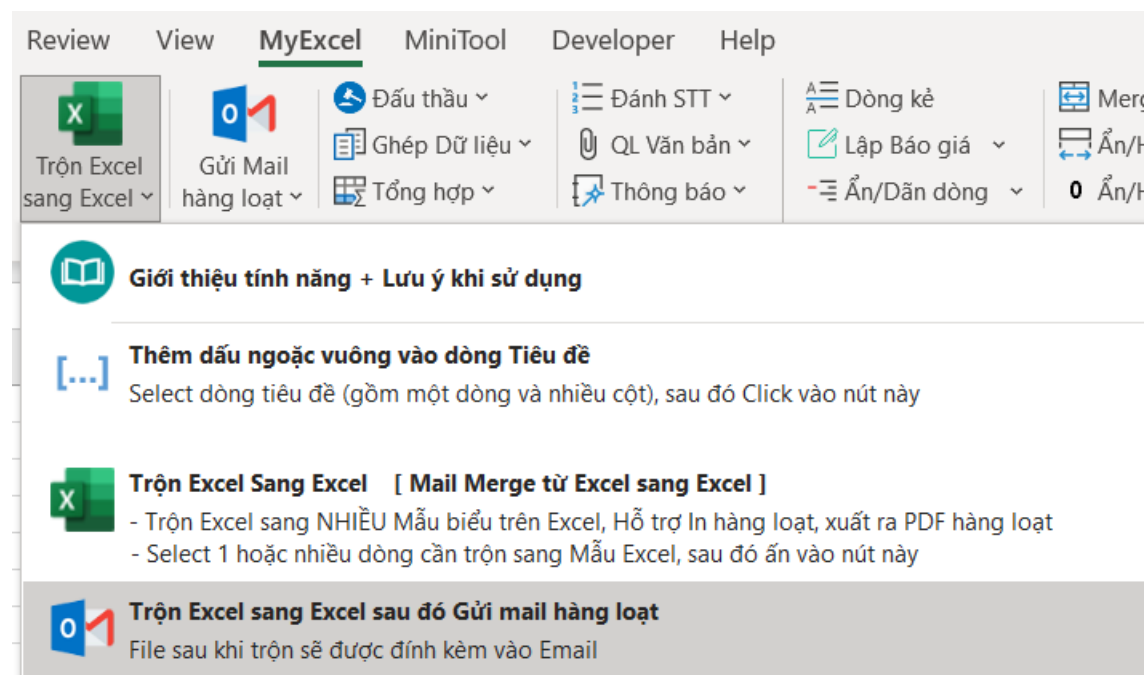 Review View MyExcel MiniTool Developer Help
Trộn Excel
sang Excel
Gửi Mail
hàng loạt
Đấu thầu
Ghép Dữ liệu
Tổng hợp
Đánh STT
QL Văn bản
Thông báo
Dòng kẻ
Lập Báo giá
Ẩn/Dãn dòng
Giới thiệu tính năng + Lưu ý khi sử dụng
[...] Thêm dấu ngoặc vuông vào dòng Tiêu đề
Select dòng tiêu đề (gồm một dòng và nhiều cột), sau đó Click vào nút này
Trộn Excel Sang Excel [ Mail Merge từ Excel sang Excel ]
- Trộn Excel sang NHIỀU Mẫu biểu trên Excel, Hỗ trợ In hàng loạt, xuất ra PDF hàng loạt
- Select 1 hoặc nhiều dòng cần trộn sang Mẫu Excel, sau đó ấn vào nút này
Trộn Excel sang Excel sau đó Gửi mail hàng loạt
File sau khi trộn sẽ được đính kèm vào Email